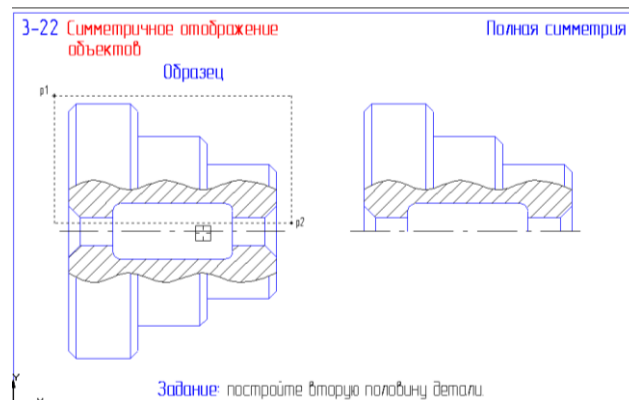 3-22 Симметричное отображение
объектов
Полная симметрия
Образец
p1
p2
Y
Задание: постройте вторую половину детали.